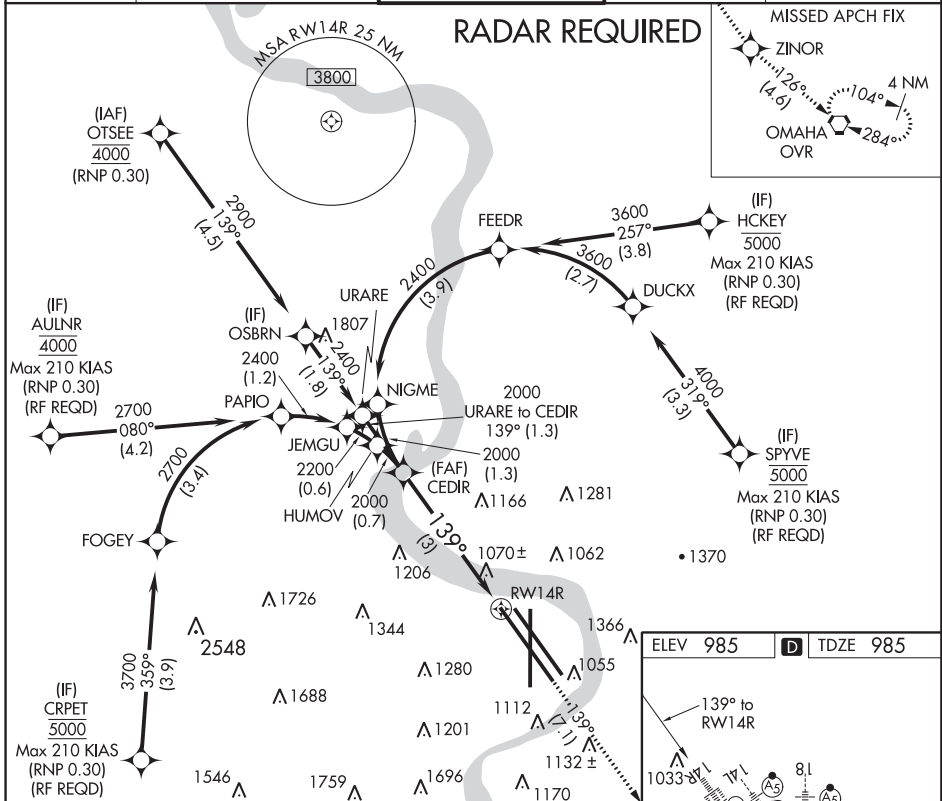 RADAR REQUIRED
MSA RW14R 25 NM
3800
MISSED APCH FIX
ZINOR
126°
(4.6)
4 NM
104°
284°
OMAHA
OVR
(IAF)
OTSEE
4000
(RNP 0.30)
2900
139°
(4.5)
FEEDR
3600
257°
(3.8)
(IF)
HCKEY
5000
Max 210 KIAS
(RNP 0.30)
(RF REQD)
3600
(2.7)
DUCKX
2400
(3.9)
URARE
(IF)
OSBRN
1807
2400
139°
(1.8)
(IF)
AULNR
4000
Max 210 KIAS
(RNP 0.30)
(RF REQD)
2700
080°
(4.2)
2400
(1.2)
PAPIO
NIGME
2000
URARE to CEDIR
139° (1.3)
4000
319°
(3.3)
(IF)
SPYVE
5000
Max 210 KIAS
(RNP 0.30)
(RF REQD)
JEMGU
2200
(0.6)
HUMOV
2000
(0.7)
2000
(1.3)
(FAF)
CEDIR
2700
(3.4)
FOGEY
139°
(3)
1166
1281
1206
1070±
1062
1370
RW14R
1726
1344
2548
1366
1280
1055
1688
1112
1201
139°
(7.1)
1132±
3700
359°
(3.9)
(IF)
CRPET
5000
Max 210 KIAS
(RNP 0.30)
(RF REQD)
1546
1759
1696
1170
ELEV 985
D
TDZE 985
139° to
RW14R
1033
14R
14L
18
A5
A5